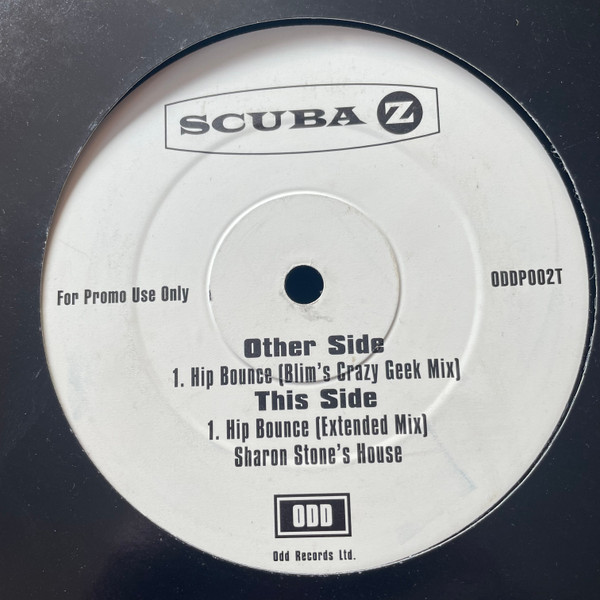 SCUBA Z
For Promo Use Only
ODDP002T
Other Side
1. Hip Bounce (Blim's Crazy Geek Mix)
This Side
1. Hip Bounce (Extended Mix)
Sharon Stone's House
ODD
Odd Records Ltd.